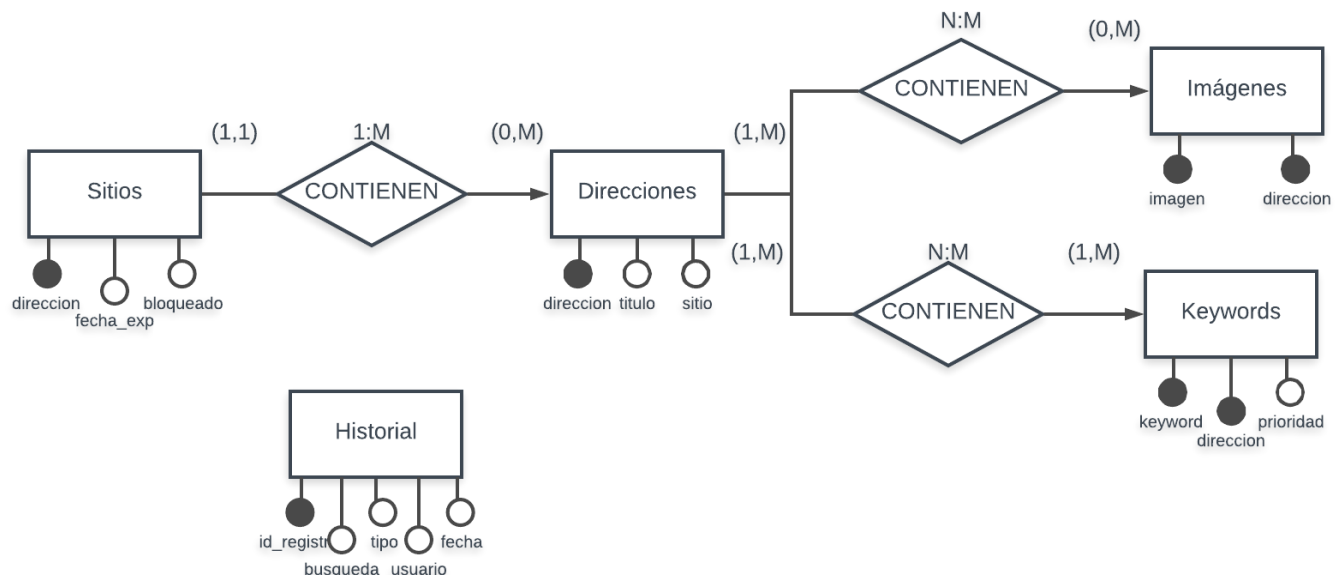 N:M
(0,M)
CONTIENEN
Imágenes
imagen
direccion
(1,1)
1:M
(0,M)
(1,M)
Sitios
CONTIENEN
Direcciones
direccion
fecha_exp
bloqueado
direccion
titulo
sitio
(1,M)
N:M
(1,M)
CONTIENEN
Keywords
keyword
direccion
prioridad
Historial
id_registr
busqueda
tipo
usuario
fecha